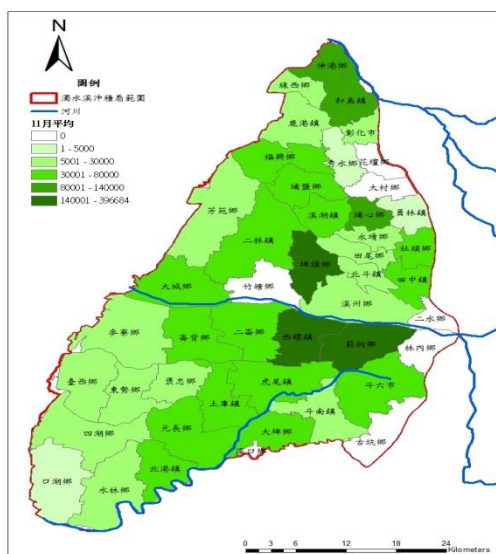 N
圖例
濁水溪沖積扇範圍
河川
11月平均
0
1 - 5000
5001 - 30000
30001 - 80000
80001 - 140000
140001 - 396684
伸港鄉
線西鄉
和美鎮
鹿港鎮
彰化市
福興鄉
秀水鄉
花壇鄉
埔鹽鄉
大村鄉
芳苑鄉
溪湖鎮
埔心鄉
員林鎮
永靖鄉
社頭鄉
二林鎮
埤頭鄉
田尾鄉
北斗鎮
田中鎮
大城鄉
竹塘鄉
溪州鄉
二水鄉
麥寮鄉
崙背鄉
二崙鄉
西螺鎮
莿桐鄉
林內鄉
臺西鄉
東勢鄉
褒忠鄉
虎尾鎮
斗六市
土庫鎮
斗南鎮
四湖鄉
元長鄉
大埤鄉
古坑鄉
口湖鄉
水林鄉
北港鎮
0 3 6 12 18 24
Kilometers